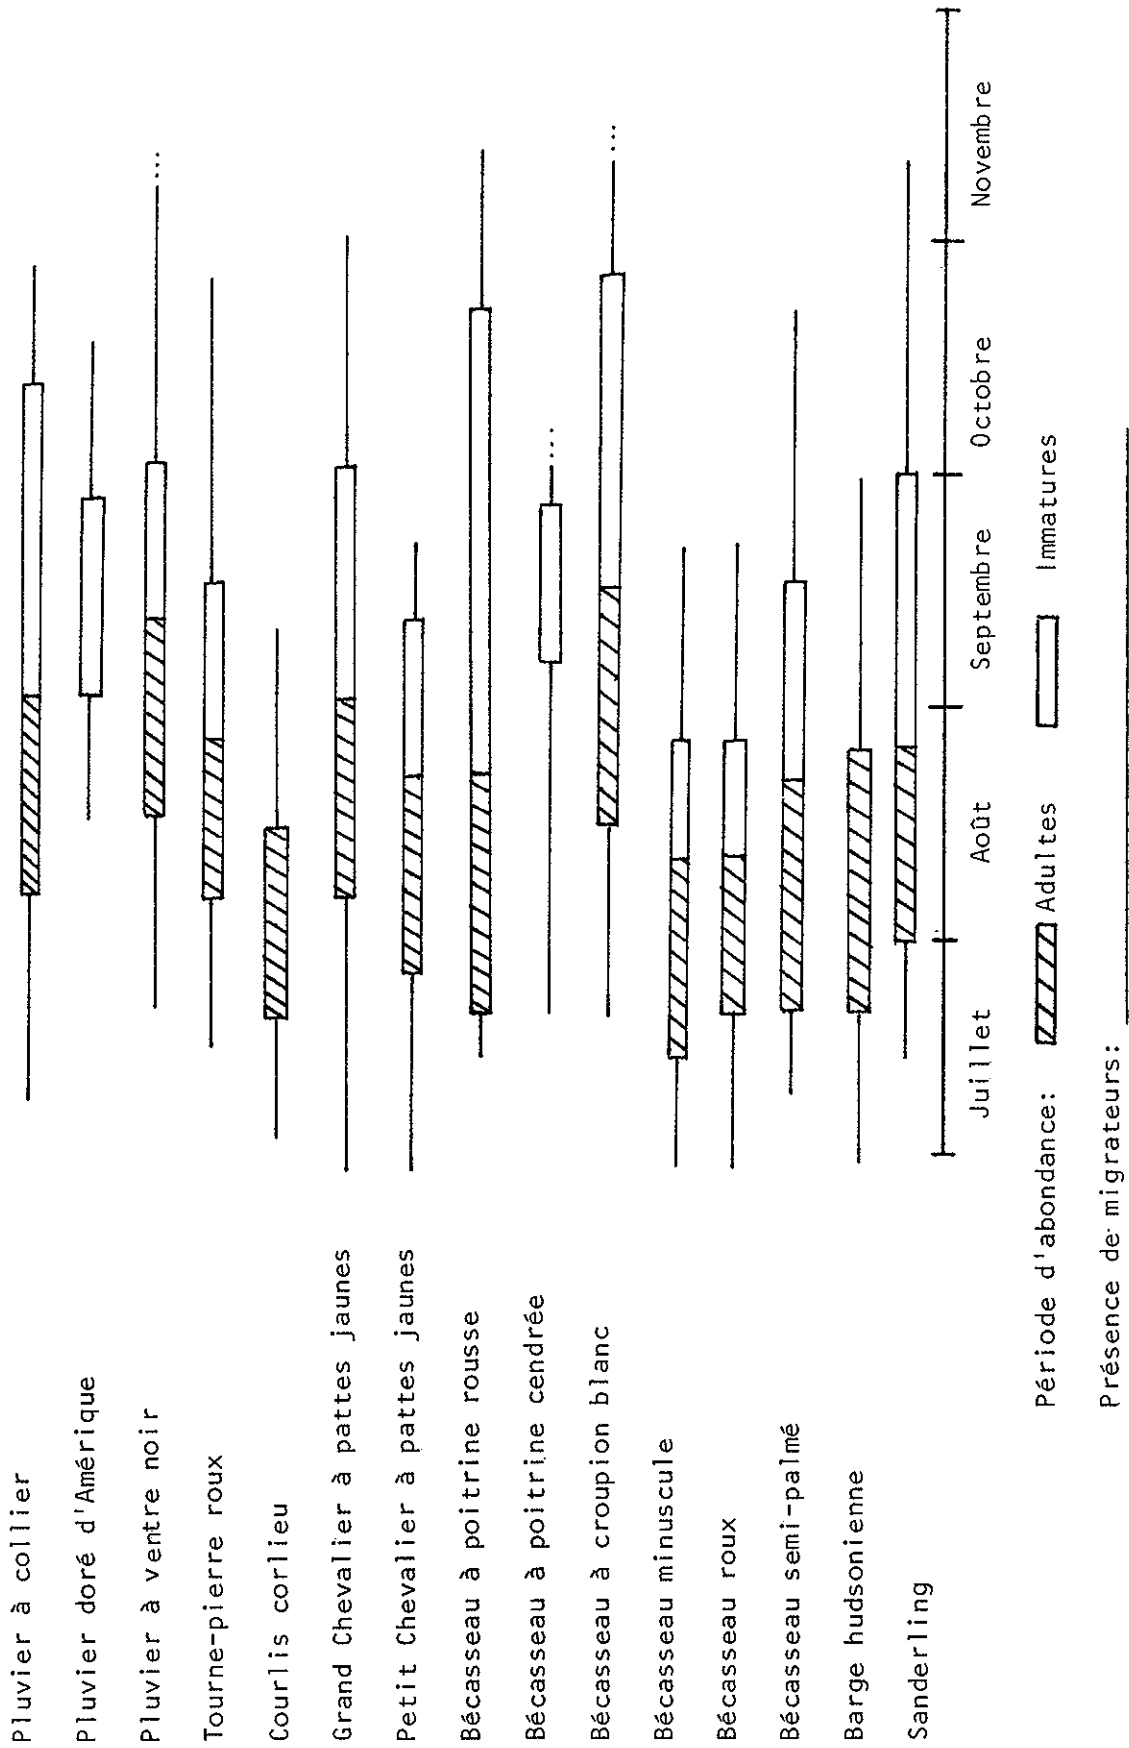 Pluvier à collier
Pluvier doré d'Amérique
Pluvier à ventre noir
Tourne-pierre roux
Courlis corlieu
Grand Chevalier à pattes jaunes
Petit Chevalier à pattes jaunes
Bécasseau à poitrine rousse
Bécasseau à poitrine cendrée
Bécasseau à croupion blanc
Bécasseau minuscule
Bécasseau roux
Bécasseau semi-palmé
Barge hudsonienne
Sanderling
Juillet Août Septembre Octobre Novembre
Période d'abondance: Adultes Immatures
Présence de migrateurs: